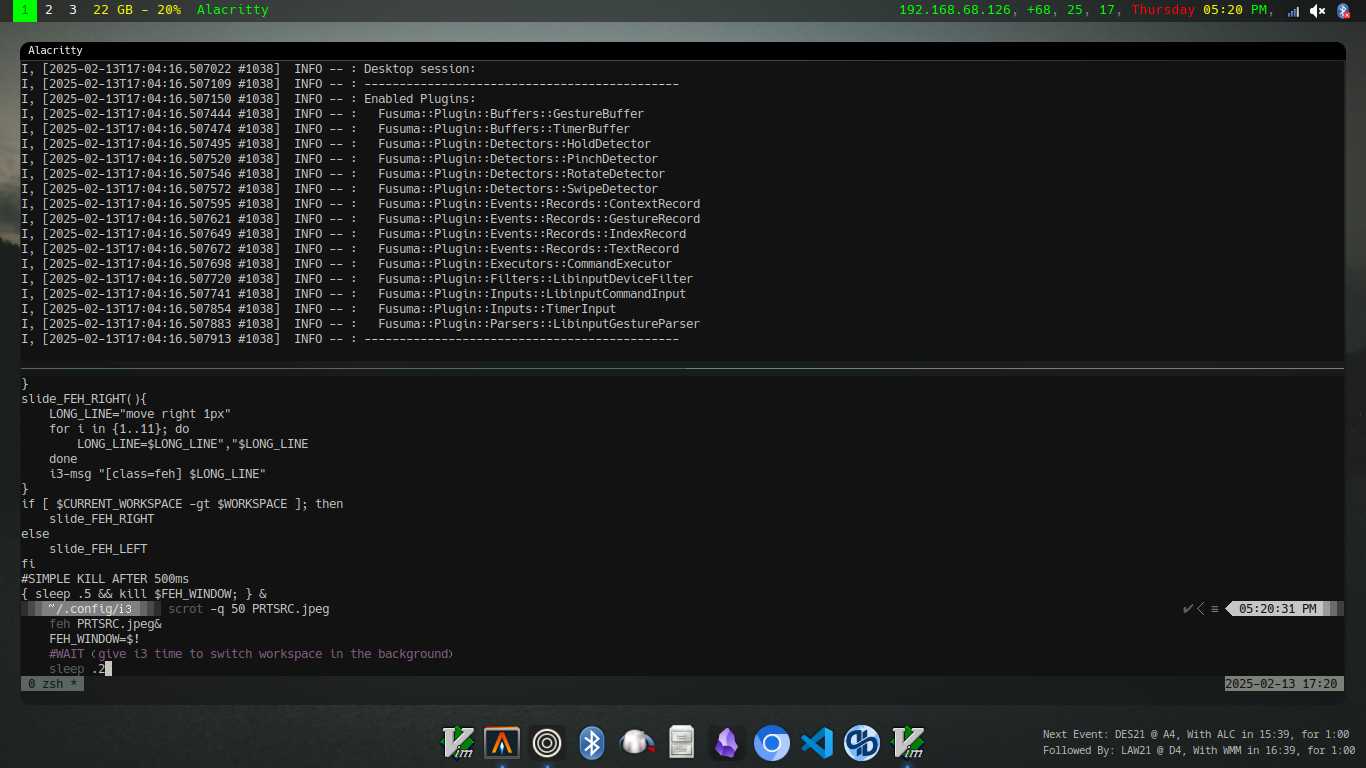 1 2 3 22 GB - 20% Alacritty 192.168.68.126, +68, 25, 17, Thursday 05:20 PM,
Alacritty
I, [2025-02-13T17:04:16.507022 #1038]  INFO -- : Desktop session:
I, [2025-02-13T17:04:16.507109 #1038]  INFO -- : ---------------------------------------------
I, [2025-02-13T17:04:16.507150 #1038]  INFO -- : Enabled Plugins:
I, [2025-02-13T17:04:16.507444 #1038]  INFO -- :   Fusuma::Plugin::Buffers::GestureBuffer
I, [2025-02-13T17:04:16.507474 #1038]  INFO -- :   Fusuma::Plugin::Buffers::TimerBuffer
I, [2025-02-13T17:04:16.507495 #1038]  INFO -- :   Fusuma::Plugin::Detectors::HoldDetector
I, [2025-02-13T17:04:16.507520 #1038]  INFO -- :   Fusuma::Plugin::Detectors::PinchDetector
I, [2025-02-13T17:04:16.507546 #1038]  INFO -- :   Fusuma::Plugin::Detectors::RotateDetector
I, [2025-02-13T17:04:16.507572 #1038]  INFO -- :   Fusuma::Plugin::Detectors::SwipeDetector
I, [2025-02-13T17:04:16.507595 #1038]  INFO -- :   Fusuma::Plugin::Events::Records::ContextRecord
I, [2025-02-13T17:04:16.507621 #1038]  INFO -- :   Fusuma::Plugin::Events::Records::GestureRecord
I, [2025-02-13T17:04:16.507649 #1038]  INFO -- :   Fusuma::Plugin::Events::Records::IndexRecord
I, [2025-02-13T17:04:16.507672 #1038]  INFO -- :   Fusuma::Plugin::Events::Records::TextRecord
I, [2025-02-13T17:04:16.507698 #1038]  INFO -- :   Fusuma::Plugin::Executors::CommandExecutor
I, [2025-02-13T17:04:16.507720 #1038]  INFO -- :   Fusuma::Plugin::Filters::LibinputDeviceFilter
I, [2025-02-13T17:04:16.507741 #1038]  INFO -- :   Fusuma::Plugin::Inputs::LibinputCommandInput
I, [2025-02-13T17:04:16.507854 #1038]  INFO -- :   Fusuma::Plugin::Inputs::TimerInput
I, [2025-02-13T17:04:16.507883 #1038]  INFO -- :   Fusuma::Plugin::Parsers::LibinputGestureParser
I, [2025-02-13T17:04:16.507913 #1038]  INFO -- : ---------------------------------------------
}
slide_FEH_RIGHT(){
    LONG_LINE="move right 1px"
    for i in {1..11}; do
        LONG_LINE=$LONG_LINE","$LONG_LINE
    done
    i3-msg "[class=feh] $LONG_LINE"
}
if [ $CURRENT_WORKSPACE -gt $WORKSPACE ]; then
    slide_FEH_RIGHT
else
    slide_FEH_LEFT
fi
#SIMPLE KILL AFTER 500ms
{ sleep .5 && kill $FEH_WINDOW; } &
~/.config/i3 scrot -q 50 PRTSRC.jpeg ✔ ≡ 05:20:31 PM
    feh PRTSRC.jpeg&
    FEH_WINDOW=$!
    #WAIT (give i3 time to switch workspace in the background)
    sleep .2
0 zsh * 2025-02-13 17:20
Next Event: DES21 @ A4, With ALC in 15:39, for 1:00
Followed By: LAW21 @ D4, With WMM in 16:39, for 1:00